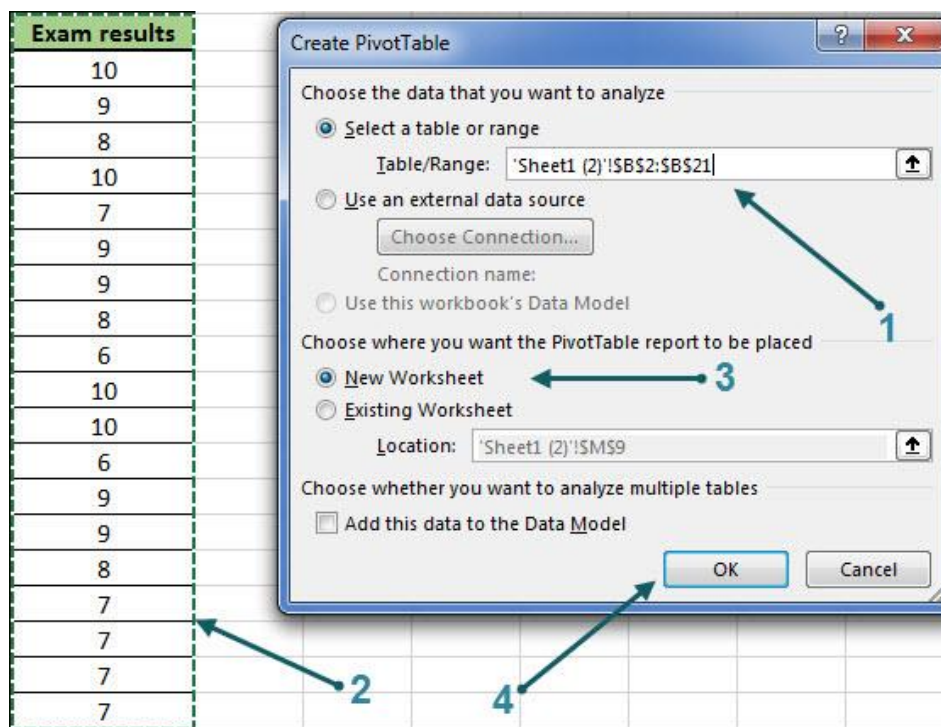 Exam results
10
9
8
10
7
9
9
8
6
10
10
6
9
9
8
7
7
7
7
Create PivotTable
?
X
Choose the data that you want to analyze
Select a table or range
Table/Range: 'Sheet1 (2)'!$B$2:$B$21
Use an external data source
Choose Connection...
Connection name:
Use this workbook's Data Model
1
Choose where you want the PivotTable report to be placed
New Worksheet
3
Existing Worksheet
Location: 'Sheet1 (2)'!$M$9
Choose whether you want to analyze multiple tables
Add this data to the Data Model
OK
Cancel
2
4